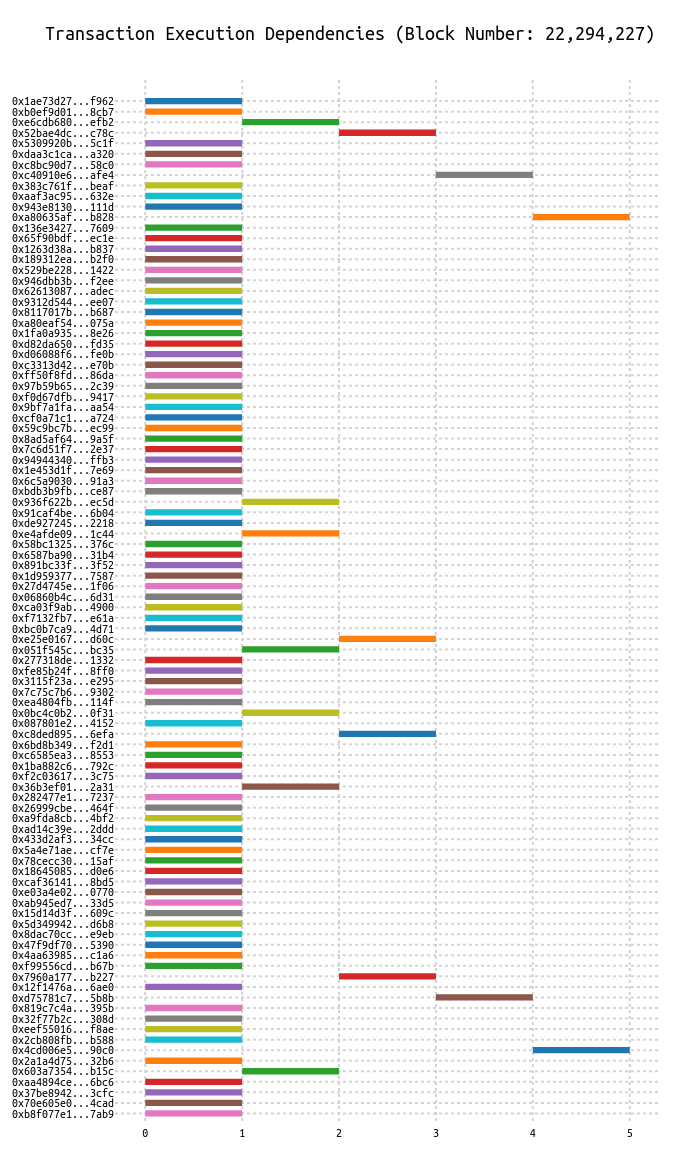 Transaction Execution Dependencies (Block Number: 22,294,227)
0x1ae73d27...f962
0xb0ef9d01...8cb7
0xe6cdb680...efb2
0x52bae4dc...c78c
0x5309920b...5c1f
0xdaa3c1ca...a320
0xc8bc90d7...58c0
0xc40910e6...afe4
0x383c761f...beaf
0xaaf3ac95...632e
0x943e8130...111d
0xa80635af...b828
0x136e3427...7609
0x65f90bdf...ec1e
0x1263d38a...b837
0x189312ea...b2f0
0x529be228...1422
0x946dbb3b...f2ee
0x62613087...adec
0x9312d544...ee07
0x8117017b...b687
0xa80eaf54...075a
0x1fa0a935...8e26
0xd82da650...fd35
0xd06088f6...fe0b
0xc3313d42...e70b
0xff50f8fd...86da
0x97b59b65...2c39
0xf0d67dfb...9417
0x9bf7a1fa...aa54
0xcf0a71c1...a724
0x59c9bc7b...ec99
0x8ad5af64...9a5f
0x7c6d51f7...2e37
0x94944340...ffb3
0x1e453d1f...7e69
0x6c5a9030...91a3
0xbdb3b9fb...ce87
0x936f622b...ec5d
0x91caf4be...6b04
0xde927245...2218
0xe4afde09...1c44
0x58bc1325...376c
0x6587ba90...31b4
0x891bc33f...3f52
0x1d959377...7587
0x27d4745e...1f06
0x06860b4c...6d31
0xca03f9ab...4900
0xf7132fb7...e61a
0xbc0b7ca9...4d71
0xe25e0167...d60c
0x051f545c...bc35
0x277318de...1332
0xfe85b24f...8ff0
0x3115f23a...e295
0x7c75c7b6...9302
0xea4804fb...114f
0x0bc4c0b2...0f31
0x087801e2...4152
0xc8ded895...6efa
0x6bd8b349...f2d1
0xc6585ea3...8553
0x1ba882c6...792c
0xf2c03617...3c75
0x36b3ef01...2a31
0x282477e1...7237
0x26999cbe...464f
0xa9fda8cb...4bf2
0xad14c39e...2ddd
0x433d2af3...34cc
0x5a4e71ae...cf7e
0x78cecc30...15af
0x18645085...d0e6
0xcaf36141...8bd5
0xe03a4e02...0770
0xab945ed7...33d5
0x15d14d3f...609c
0x5d349942...d6b8
0x8dac70cc...e9eb
0x47f9df70...5390
0x4aa63985...c1a6
0xf99556cd...b67b
0x7960a177...b227
0x12f1476a...6ae0
0xd75781c7...5b8b
0x819c7c4a...395b
0x32f77b2c...308d
0xeef55016...f8ae
0x2cb808fb...b588
0x4cd006e5...90c0
0x2a1a4d75...32b6
0x603a7354...b15c
0xaa4894ce...6bc6
0x37be8942...3cfc
0x70e605e0...4cad
0xb8f077e1...7ab9
0 1 2 3 4 5